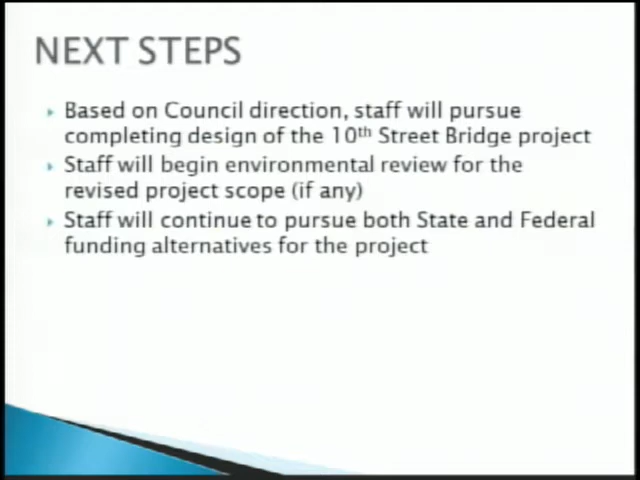 NEXT STEPS
Based on Council direction, staff will pursue
completing design of the 10th Street Bridge project
Staff will begin environmental review for the
revised project scope (if any)
Staff will continue to pursue both State and Federal
funding alternatives for the project